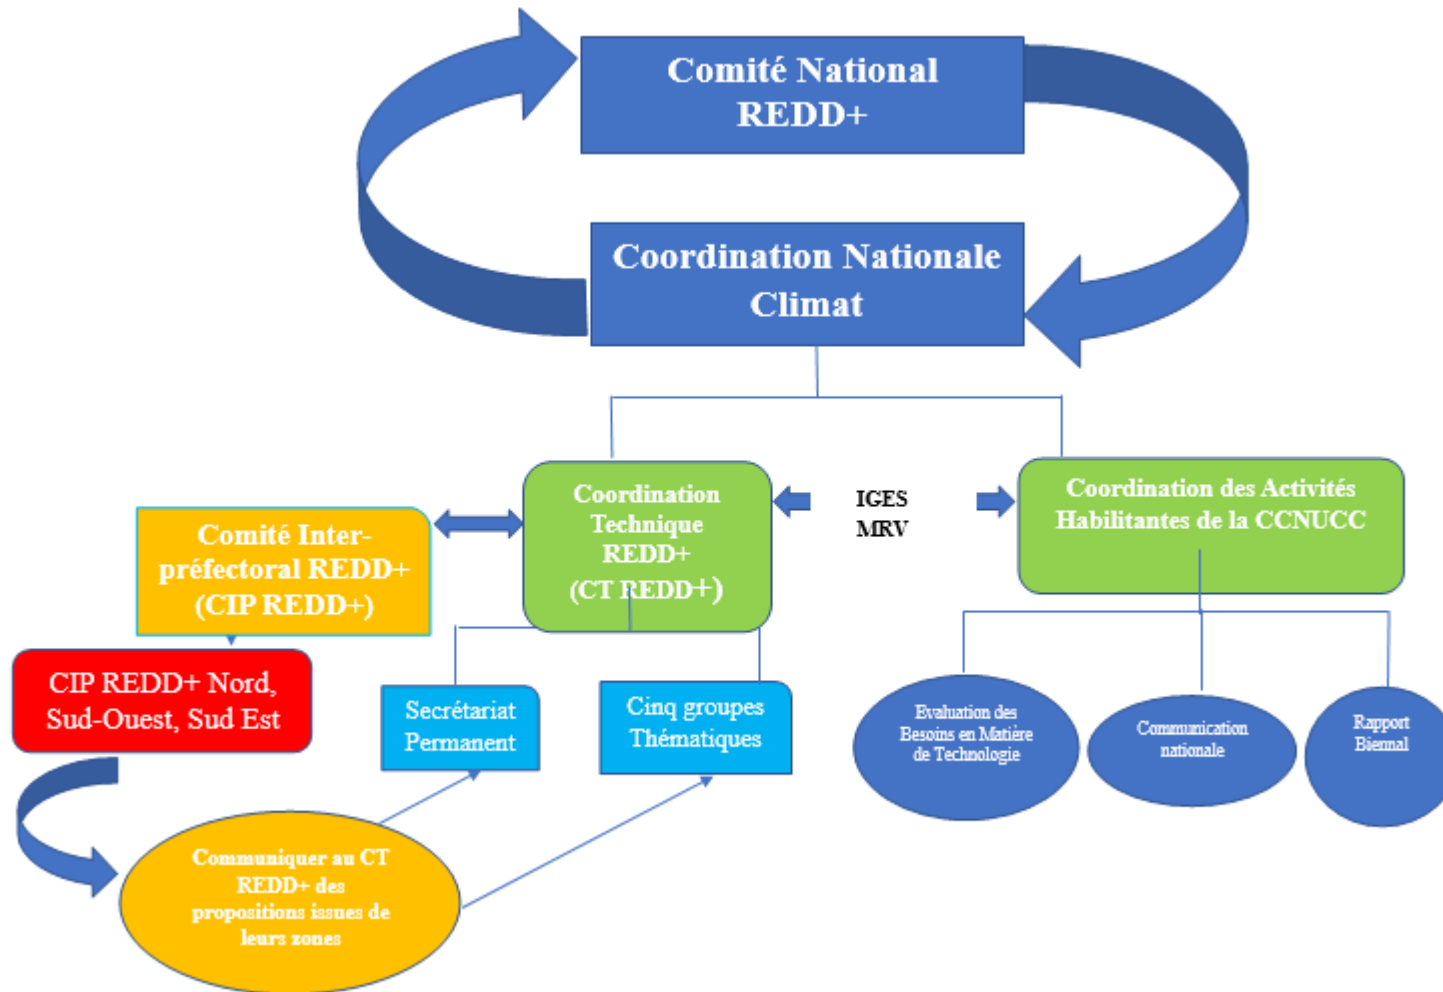 Comité National
REDD+
Coordination Nationale
Climat
Coordination
Technique
REDD+
(CT REDD+)
IGES
MRV
Coordination des Activités
Habilitantes de la CCNUCC
Comité Inter-
préfectoral REDD+
(CIP REDD+)
CIP REDD+ Nord,
Sud-Ouest, Sud Est
Secrétariat
Permanent
Cinq groupes
Thématiques
Evaluation des
Besoins en Matière
de Technologie
Communication
nationale
Rapport
Biennal
Communiquer au CT
REDD+ des
propositions issues de
leurs zones